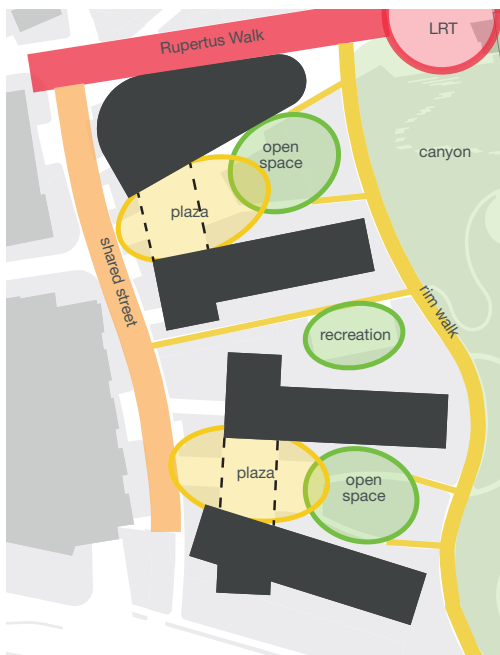 Rupertus Walk
LRT
open
space
canyon
plaza
shared street
rim walk
recreation
plaza
open
space